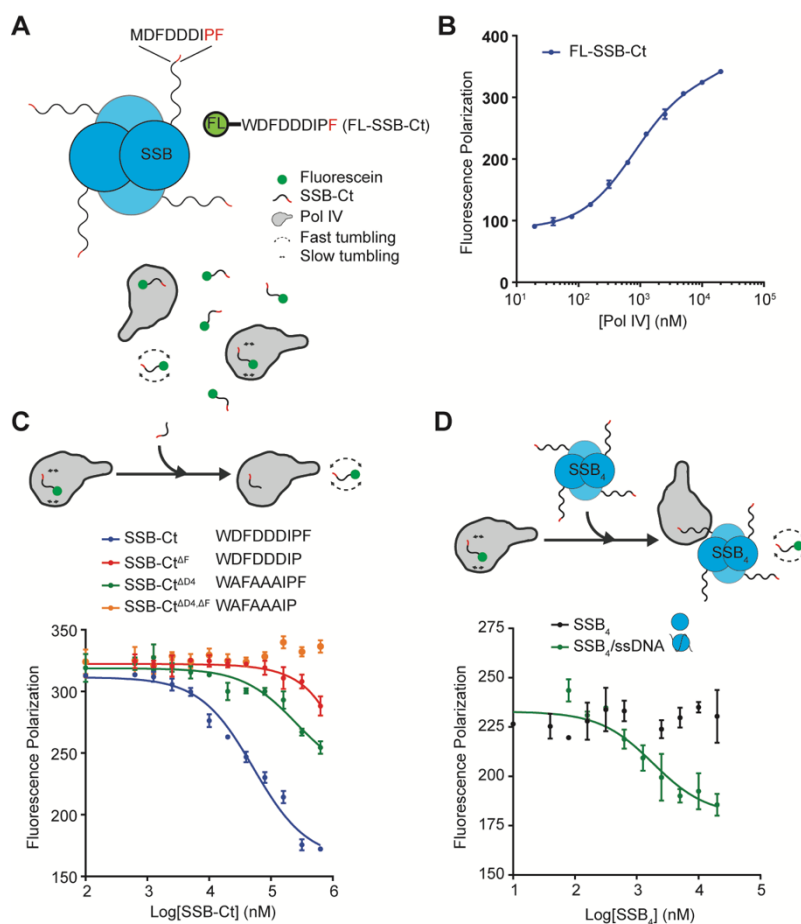 A
MDFDDDIPF
SSB
FL WDFDDDIPF (FL-SSB-Ct)
Fluorescein
SSB-Ct
Pol IV
Fast tumbling
Slow tumbling
B
FL-SSB-Ct
400
300
200
100
0
Fluorescence Polarization
10¹ 10² 10³ 10⁴ 10⁵
[Pol IV] (nM)
C
SSB-Ct WDFDDDIPF
SSB-Ct^ΔF WDFDDDIP
SSB-Ct^ΔD4 WAFAAAIPF
SSB-Ct^ΔD4,ΔF WAFAAAIP
350
300
250
200
150
Fluorescence Polarization
2 3 4 5 6
Log[SSB-Ct] (nM)
D
SSB₄
SSB₄
SSB₄
SSB₄/ssDNA
275
250
225
200
175
150
Fluorescence Polarization
1 2 3 4 5
Log[SSB₄] (nM)